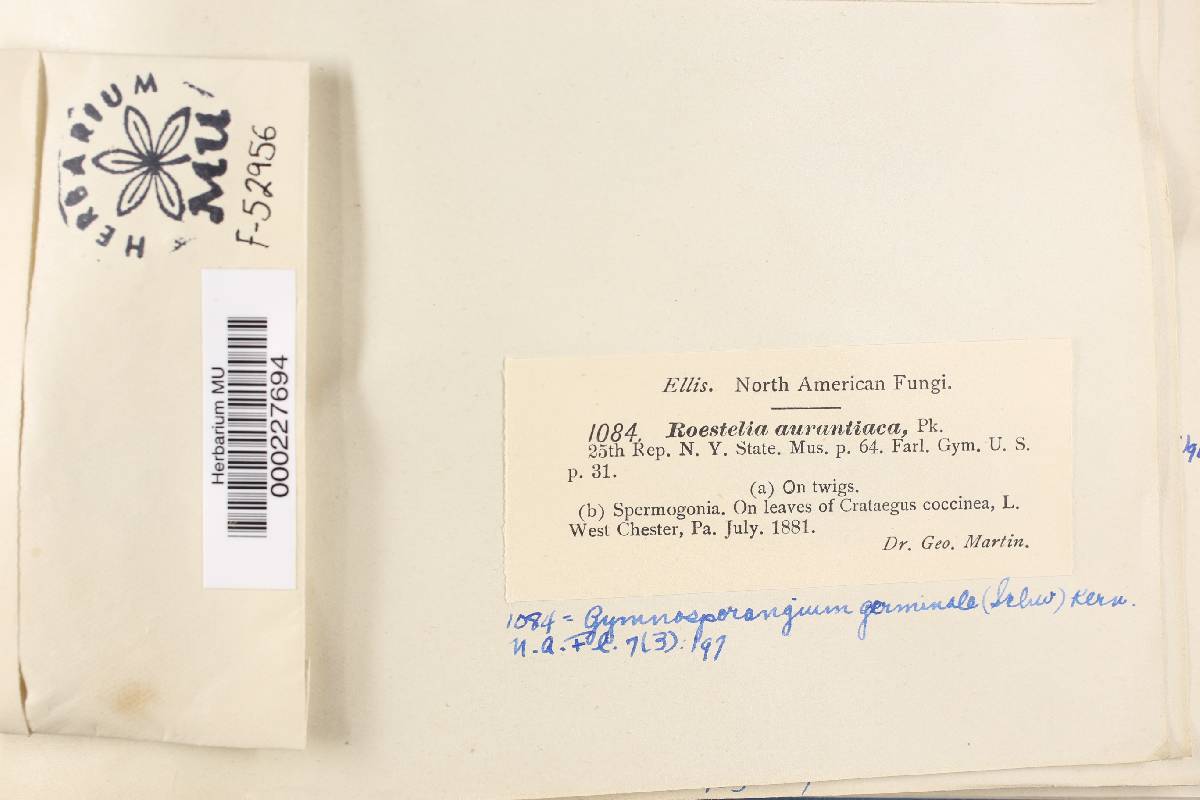 HERBARIUM
MU
F-52956
Herbarium MU
000227694
Ellis. North American Fungi.
1084. Roestelia aurantiaca, Pk.
25th Rep. N. Y. State. Mus. p. 64. Farl. Gym. U. S.
p. 31.
(a) On twigs.
(b) Spermogonia. On leaves of Crataegus coccinea, L.
West Chester, Pa. July. 1881.
Dr. Geo. Martin.
1084 = Gymnosporangium germinale (Schw) Kern.
N.A.Fl. 7(3): 197